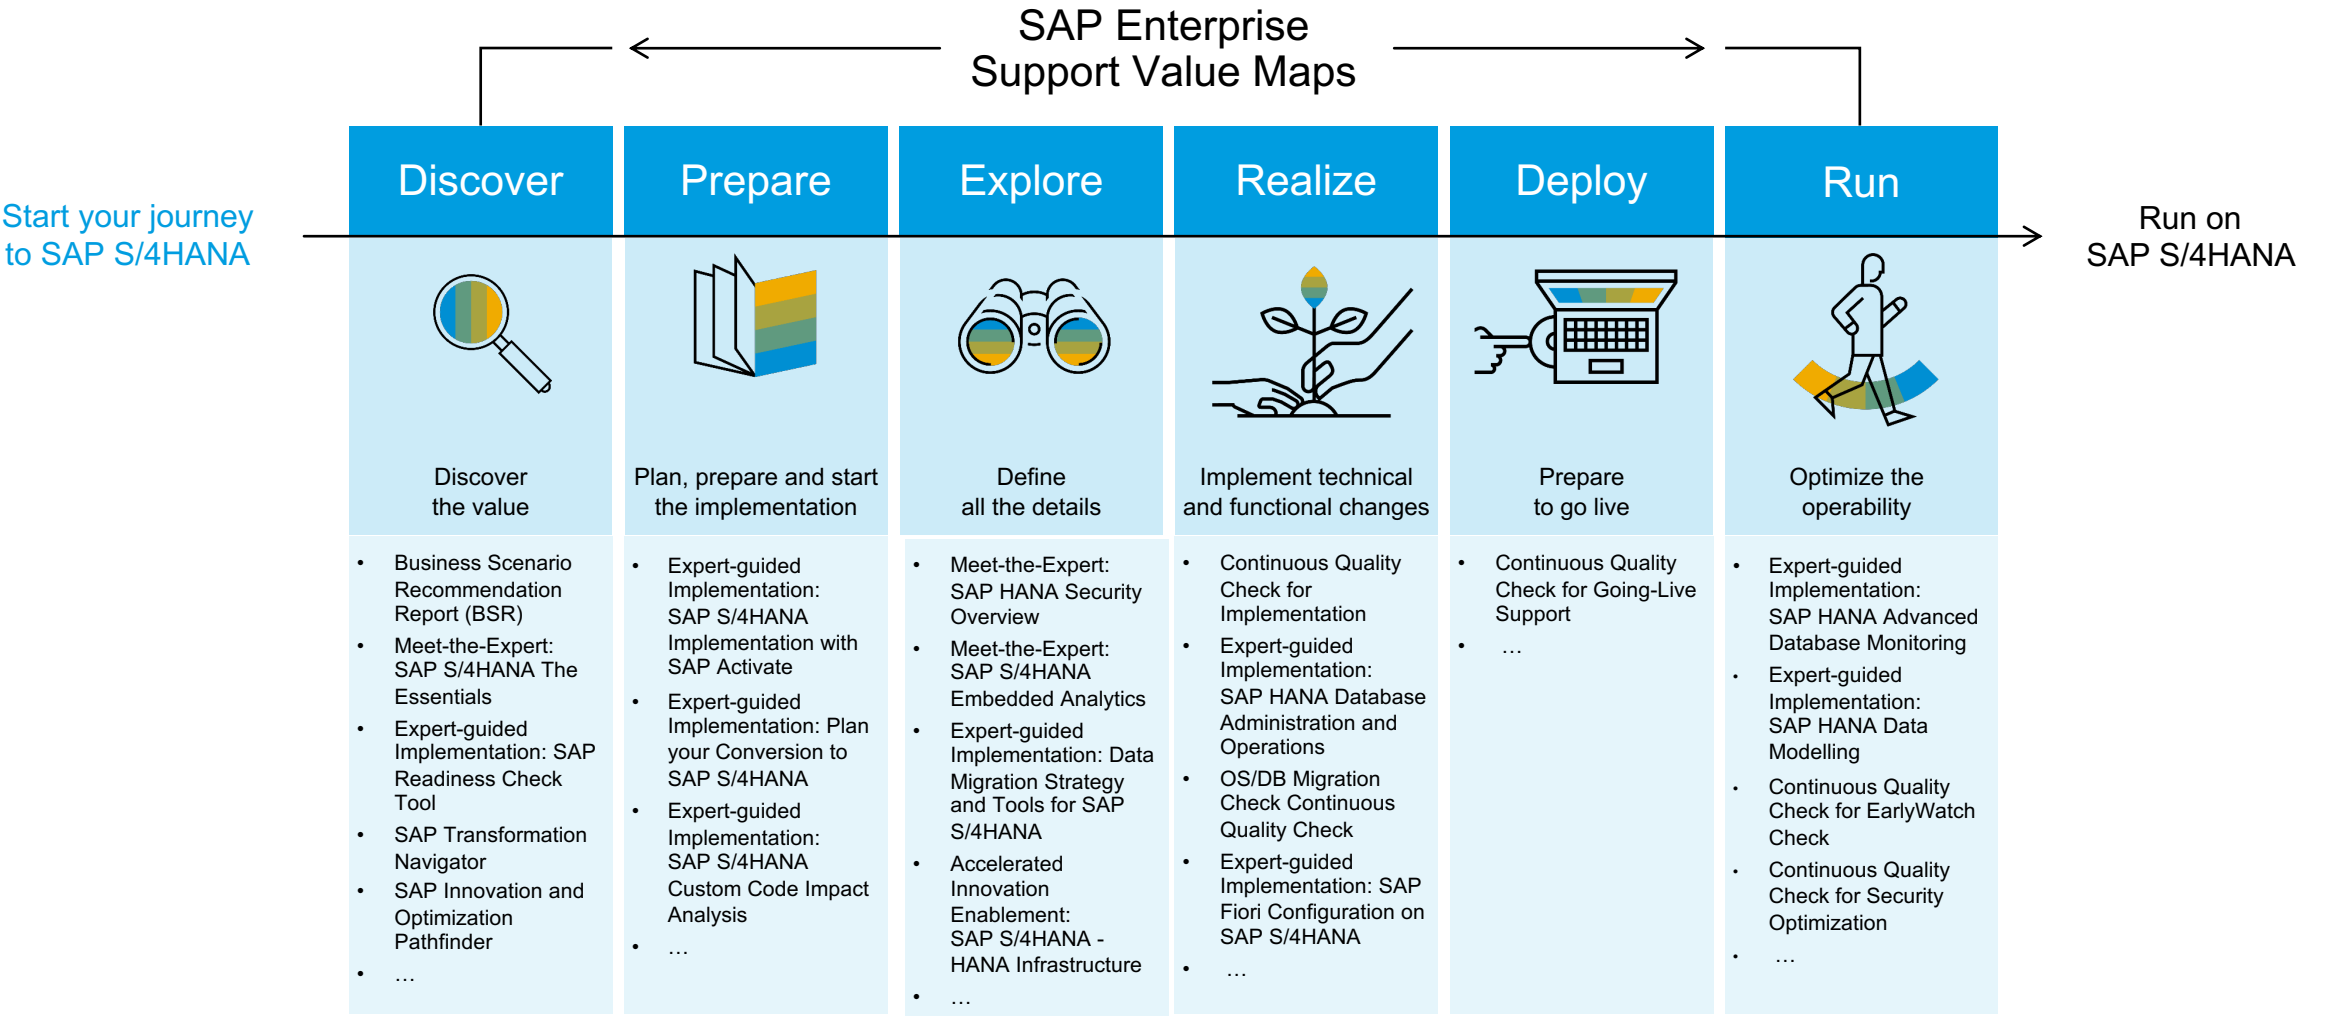 SAP Enterprise
Support Value Maps
Start your journey
to SAP S/4HANA
Discover
Prepare
Explore
Realize
Deploy
Run
Run on
SAP S/4HANA
Discover
the value
Plan, prepare and start
the implementation
Define
all the details
Implement technical
and functional changes
Prepare
to go live
Optimize the
operability
• Business Scenario
Recommendation
Report (BSR)
• Meet-the-Expert:
SAP S/4HANA The
Essentials
• Expert-guided
Implementation: SAP
Readiness Check
Tool
• SAP Transformation
Navigator
• SAP Innovation and
Optimization
Pathfinder
• …
• Expert-guided
Implementation:
SAP S/4HANA
Implementation with
SAP Activate
• Expert-guided
Implementation: Plan
your Conversion to
SAP S/4HANA
• Expert-guided
Implementation:
SAP S/4HANA
Custom Code Impact
Analysis
• …
• Meet-the-Expert:
SAP HANA Security
Overview
• Meet-the-Expert:
SAP S/4HANA
Embedded Analytics
• Expert-guided
Implementation: Data
Migration Strategy
and Tools for SAP
S/4HANA
• Accelerated
Innovation
Enablement:
SAP S/4HANA -
HANA Infrastructure
• …
• Continuous Quality
Check for
Implementation
• Expert-guided
Implementation:
SAP HANA Database
Administration and
Operations
• OS/DB Migration
Check Continuous
Quality Check
• Expert-guided
Implementation: SAP
Fiori Configuration on
SAP S/4HANA
• …
• Continuous Quality
Check for Going-Live
Support
• …
• Expert-guided
Implementation:
SAP HANA Advanced
Database Monitoring
• Expert-guided
Implementation:
SAP HANA Data
Modelling
• Continuous Quality
Check for EarlyWatch
Check
• Continuous Quality
Check for Security
Optimization
• …